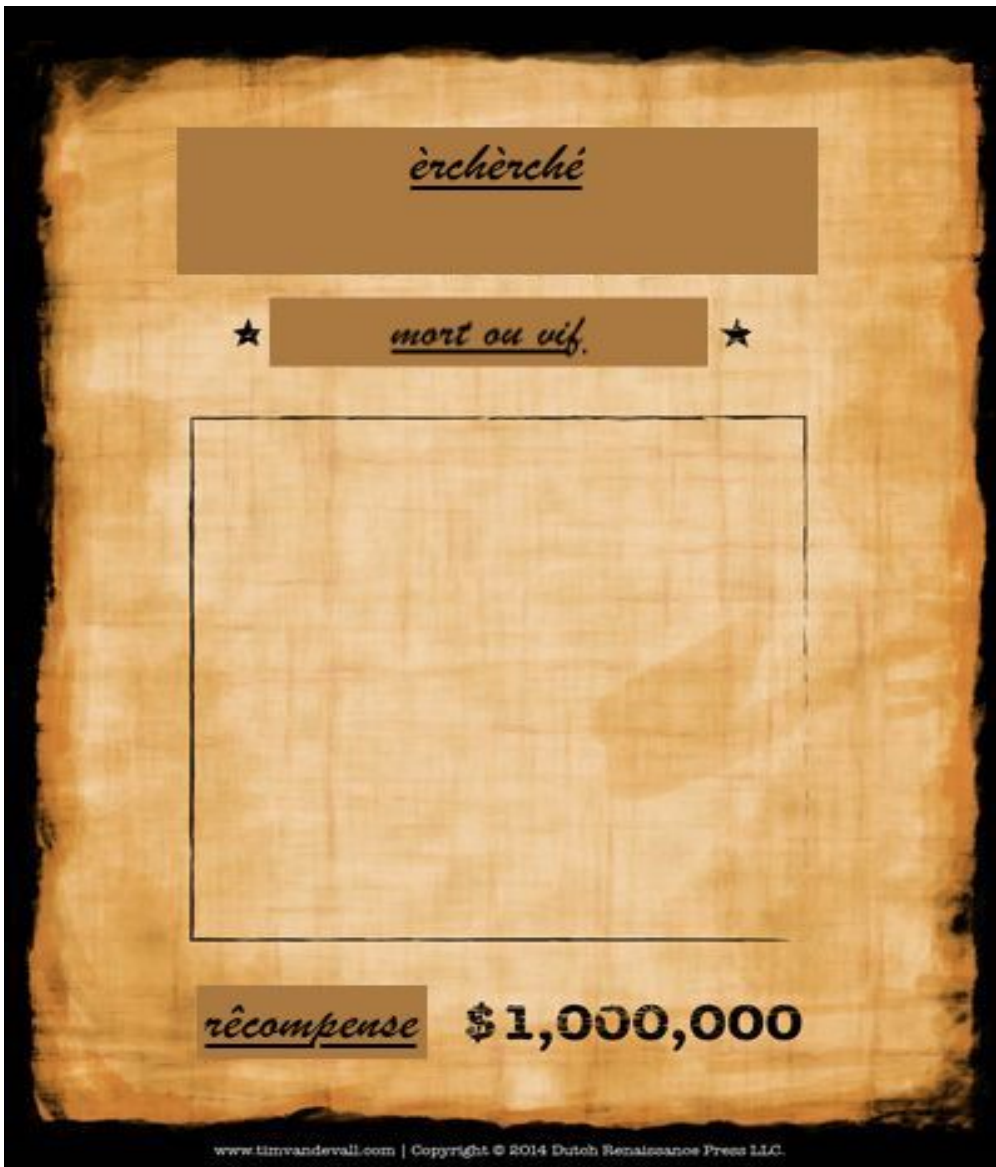 èrchèrché
mort ou vif.
rêcompense $1,000,000
www.timvandevall.com | Copyright © 2014 Dutch Renaissance Press LLC.